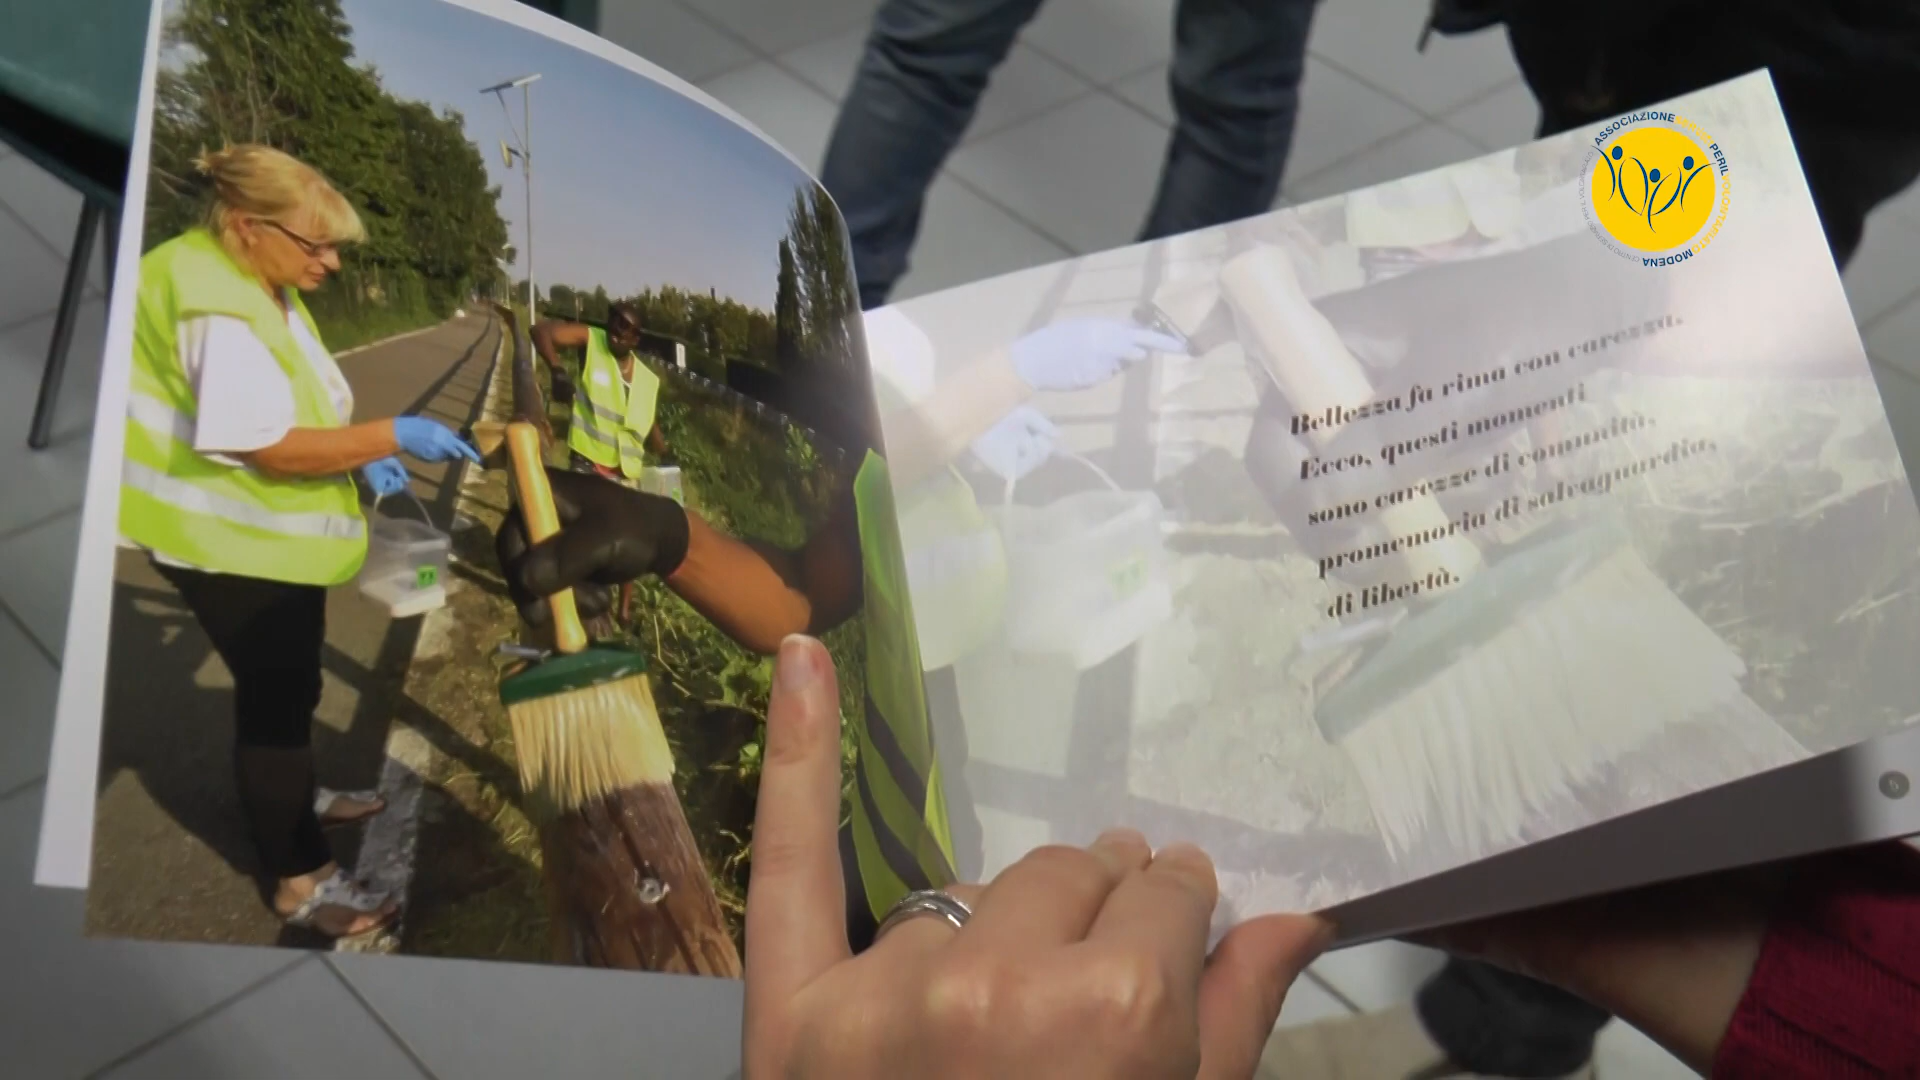 ASSOCIAZIONE SERVIZI PER IL VOLONTARIATO MODENA
Bellezza fa rima con carezza.
Ecco, questi momenti
sono carezze di comunità,
promemoria di salvaguardia,
di libertà.